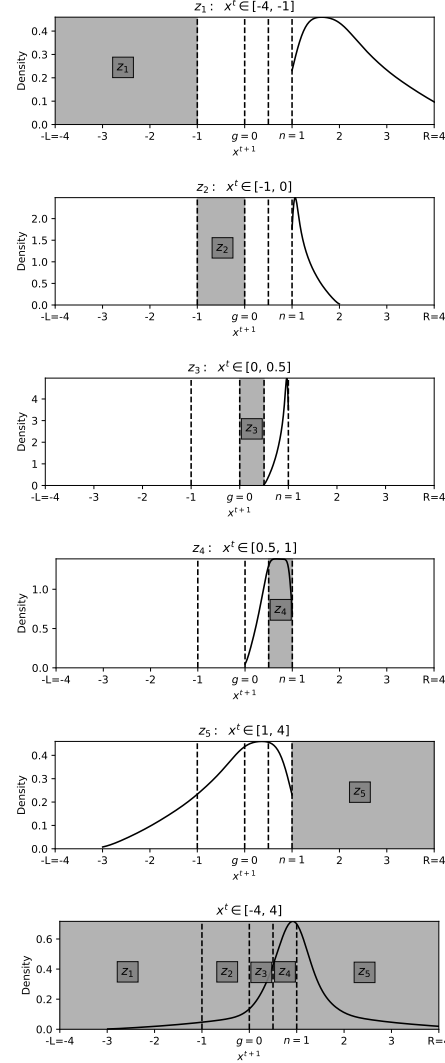 z₁: xᵗ ∈ [-4, -1]
Density
0.4
0.3
0.2
0.1
0.0
z₁
-L=-4 -3 -2 -1 g = 0 n = 1 2 3 R=4
xᵗ⁺¹
z₂: xᵗ ∈ [-1, 0]
Density
2.0
1.5
1.0
0.5
0.0
z₂
-L=-4 -3 -2 -1 g = 0 n = 1 2 3 R=4
xᵗ⁺¹
z₃: xᵗ ∈ [0, 0.5]
Density
4
3
2
1
0
z₃
-L=-4 -3 -2 -1 g = 0 n = 1 2 3 R=4
xᵗ⁺¹
z₄: xᵗ ∈ [0.5, 1]
Density
1.0
0.5
0.0
z₄
-L=-4 -3 -2 -1 g = 0 n = 1 2 3 R=4
xᵗ⁺¹
z₅: xᵗ ∈ [1, 4]
Density
0.4
0.3
0.2
0.1
0.0
z₅
-L=-4 -3 -2 -1 g = 0 n = 1 2 3 R=4
xᵗ⁺¹
xᵗ ∈ [-4, 4]
Density
0.6
0.4
0.2
0.0
z₁ z₂ z₃ z₄ z₅
-L=-4 -3 -2 -1 g = 0 n = 1 2 3 R=4
xᵗ⁺¹